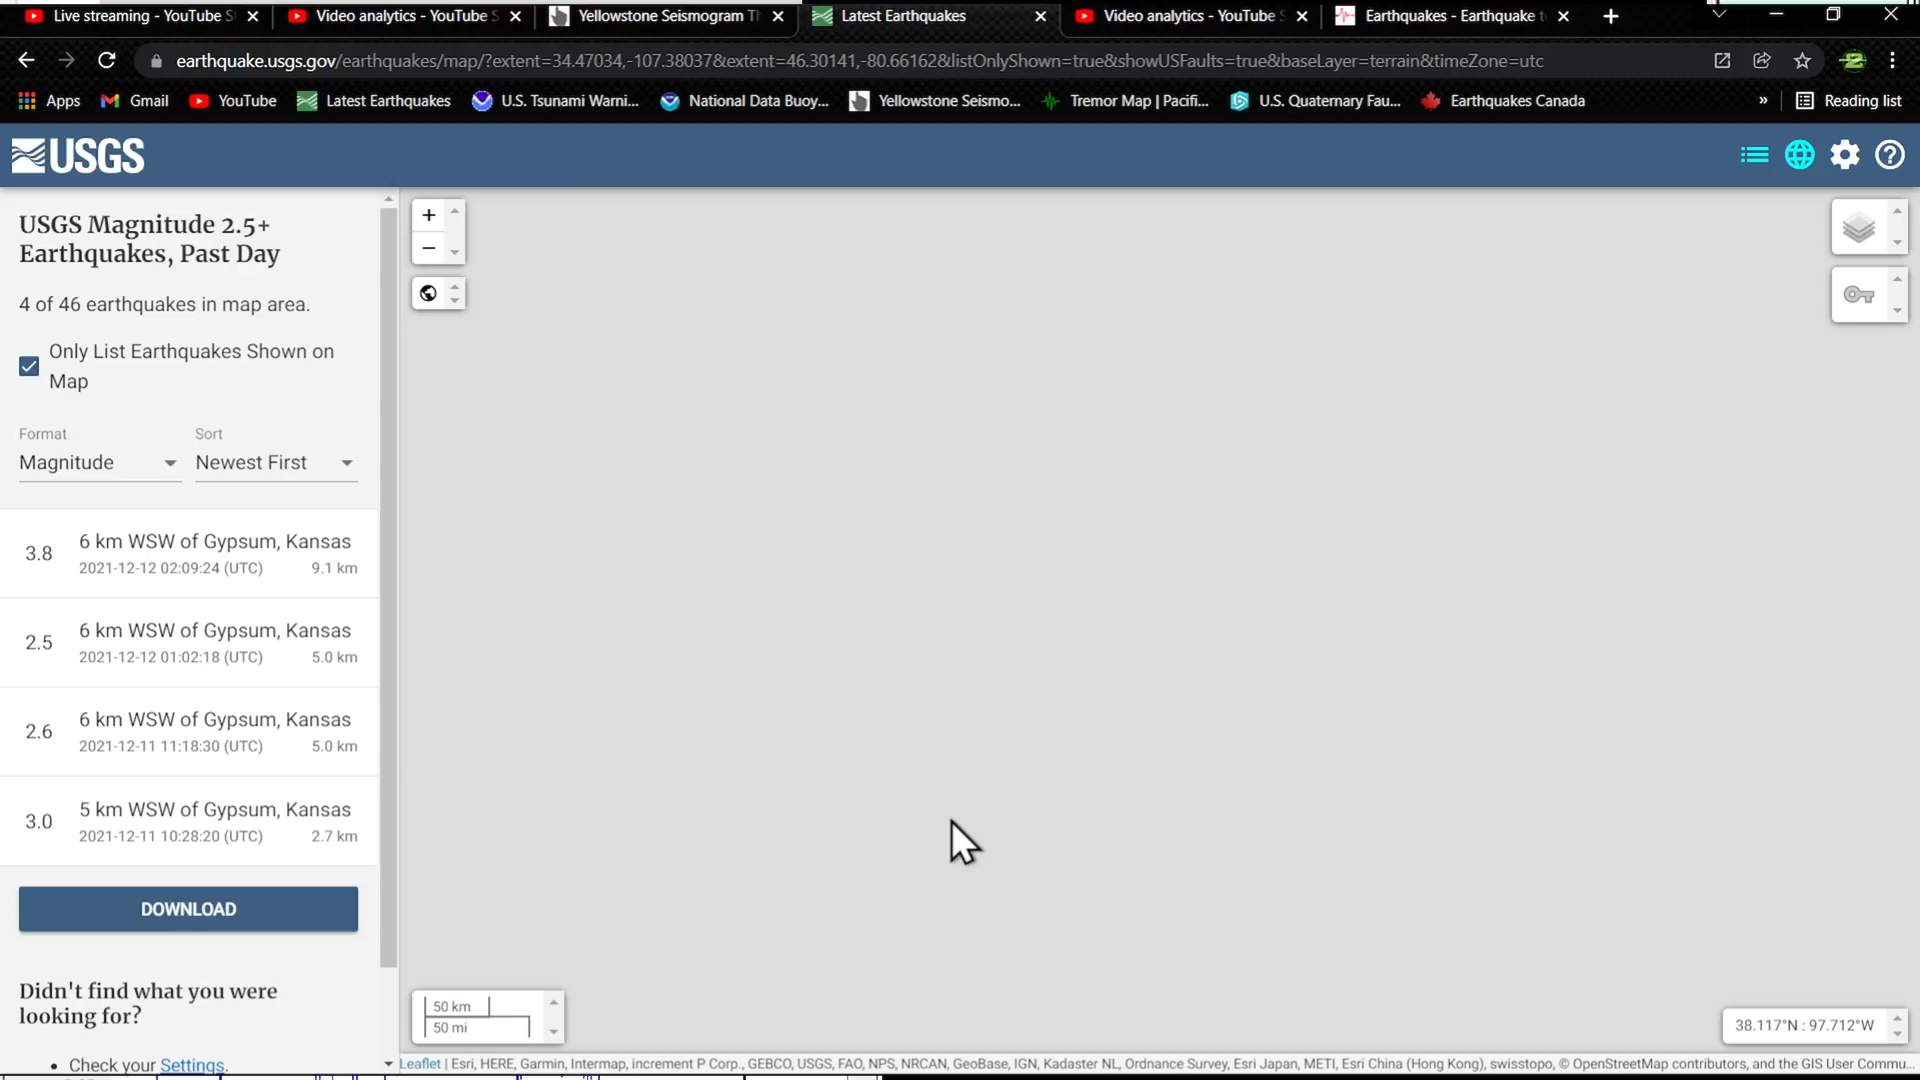 Live streaming - YouTube S
Video analytics - YouTube S
Yellowstone Seismogram Th
Latest Earthquakes
Video analytics - YouTube S
Earthquakes - Earthquake t
earthquake.usgs.gov/earthquakes/map/?extent=34.47034,-107.38037&extent=46.30141,-80.66162&listOnlyShown=true&showUSFaults=true&baseLayer=terrain&timeZone=utc
Apps
Gmail
YouTube
Latest Earthquakes
U.S. Tsunami Warni...
National Data Buoy...
Yellowstone Seismo...
Tremor Map | Pacifi...
U.S. Quaternary Fau...
Earthquakes Canada
»
Reading list
USGS
USGS Magnitude 2.5+
Earthquakes, Past Day
4 of 46 earthquakes in map area.
Only List Earthquakes Shown on
Map
Format
Sort
Magnitude
Newest First
3.8
6 km WSW of Gypsum, Kansas
2021-12-12 02:09:24 (UTC) 9.1 km
2.5
6 km WSW of Gypsum, Kansas
2021-12-12 01:02:18 (UTC) 5.0 km
2.6
6 km WSW of Gypsum, Kansas
2021-12-11 11:18:30 (UTC) 5.0 km
3.0
5 km WSW of Gypsum, Kansas
2021-12-11 10:28:20 (UTC) 2.7 km
DOWNLOAD
Didn't find what you were
looking for?
• Check your Settings.
+
−
50 km
50 mi
38.117°N : 97.712°W
Leaflet | Esri, HERE, Garmin, Intermap, increment P Corp., GEBCO, USGS, FAO, NPS, NRCAN, GeoBase, IGN, Kadaster NL, Ordnance Survey, Esri Japan, METI, Esri China (Hong Kong), swisstopo, © OpenStreetMap contributors, and the GIS User Commu...